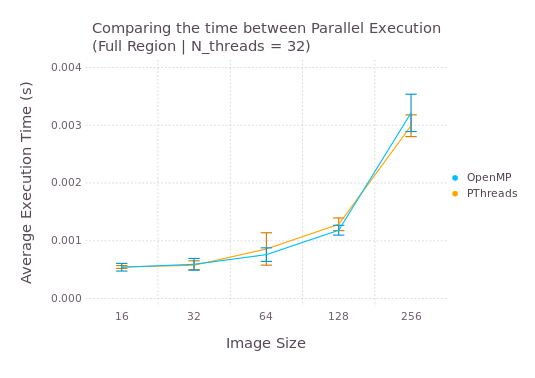 Comparing the time between Parallel Execution
(Full Region | N_threads = 32)
Average Execution Time (s)
0.004
0.003
0.002
0.001
0.000
16
32
64
128
256
Image Size
OpenMP
PThreads